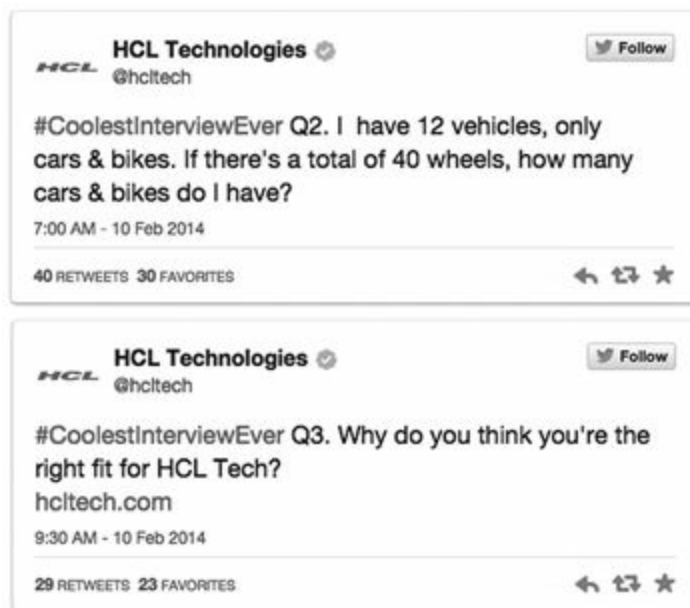 HCL
HCL Technologies
Follow
@hcltech
#CoolestInterviewEver Q2. I have 12 vehicles, only
cars & bikes. If there's a total of 40 wheels, how many
cars & bikes do I have?
7:00 AM - 10 Feb 2014
40 RETWEETS 30 FAVORITES
HCL
HCL Technologies
Follow
@hcltech
#CoolestInterviewEver Q3. Why do you think you're the
right fit for HCL Tech?
hcltech.com
9:30 AM - 10 Feb 2014
29 RETWEETS 23 FAVORITES